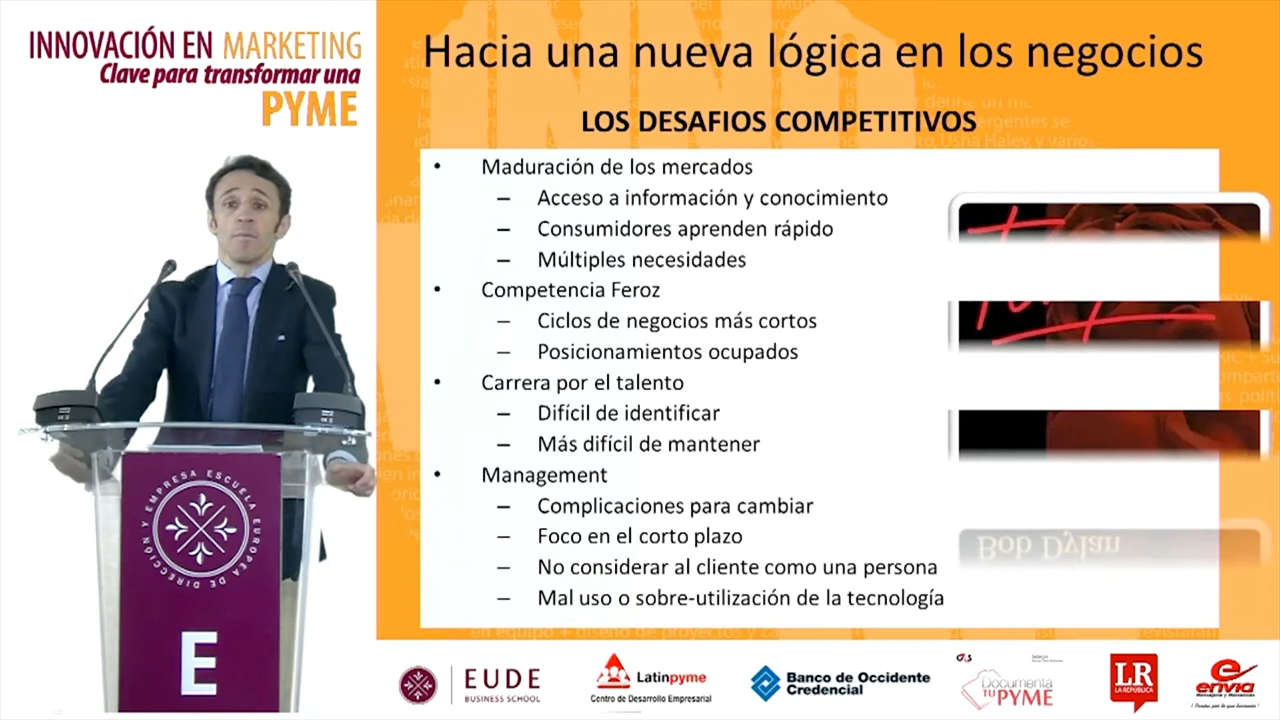 INNOVACIÓN EN MARKETING
Clave para transformar una
PYME
Hacia una nueva lógica en los negocios
LOS DESAFIOS COMPETITIVOS
• Maduración de los mercados
– Acceso a información y conocimiento
– Consumidores aprenden rápido
– Múltiples necesidades
• Competencia Feroz
– Ciclos de negocios más cortos
– Posicionamientos ocupados
• Carrera por el talento
– Difícil de identificar
– Más difícil de mantener
• Management
– Complicaciones para cambiar
– Foco en el corto plazo
– No considerar al cliente como una persona
– Mal uso o sobre-utilización de la tecnología
Bob Dylan
ESCUELA EUROPEA DE DIRECCIÓN Y EMPRESA
E
EUDE
BUSINESS SCHOOL
Latinpyme
Centro de Desarrollo Empresarial
Banco de Occidente
Credencial
G4S
Documenta
TU PYME
LR
LA REPÚBLICA
envía
Mensajería y Mercancías